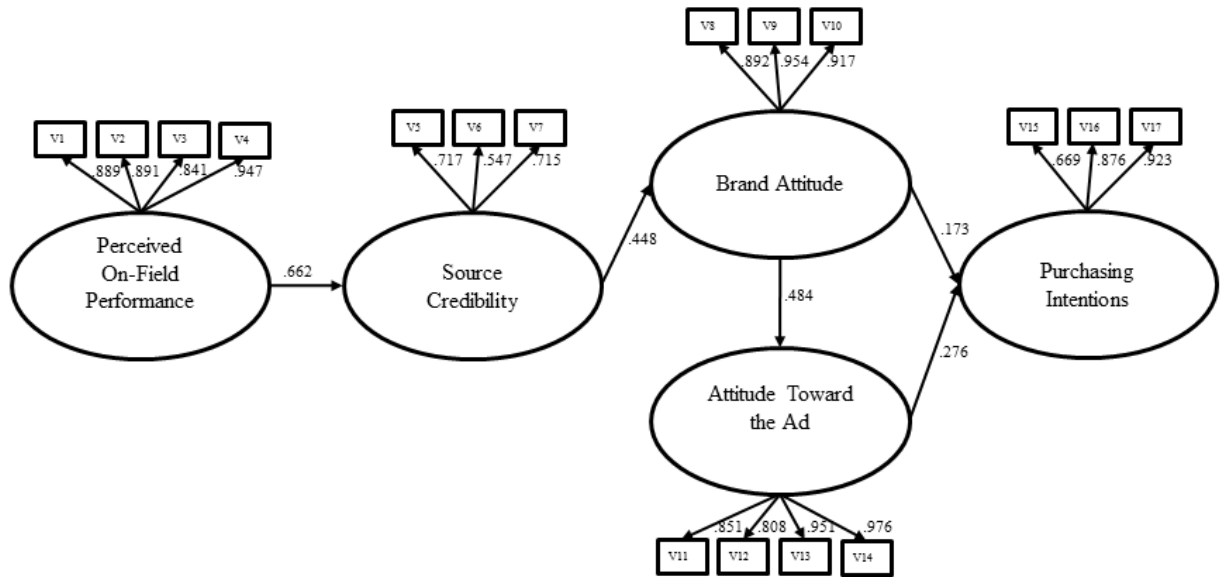 V8 V9 V10
.892 .954 .917
V1 V2 V3 V4
.889 .891 .841 .947
V5 V6 V7
.717 .547 .715
V15 V16 V17
.669 .876 .923
Perceived
On-Field
Performance
.662
Source
Credibility
.448
Brand Attitude
.173
.484
.276
Purchasing
Intentions
Attitude Toward
the Ad
.851 .808 .951 .976
V11 V12 V13 V14